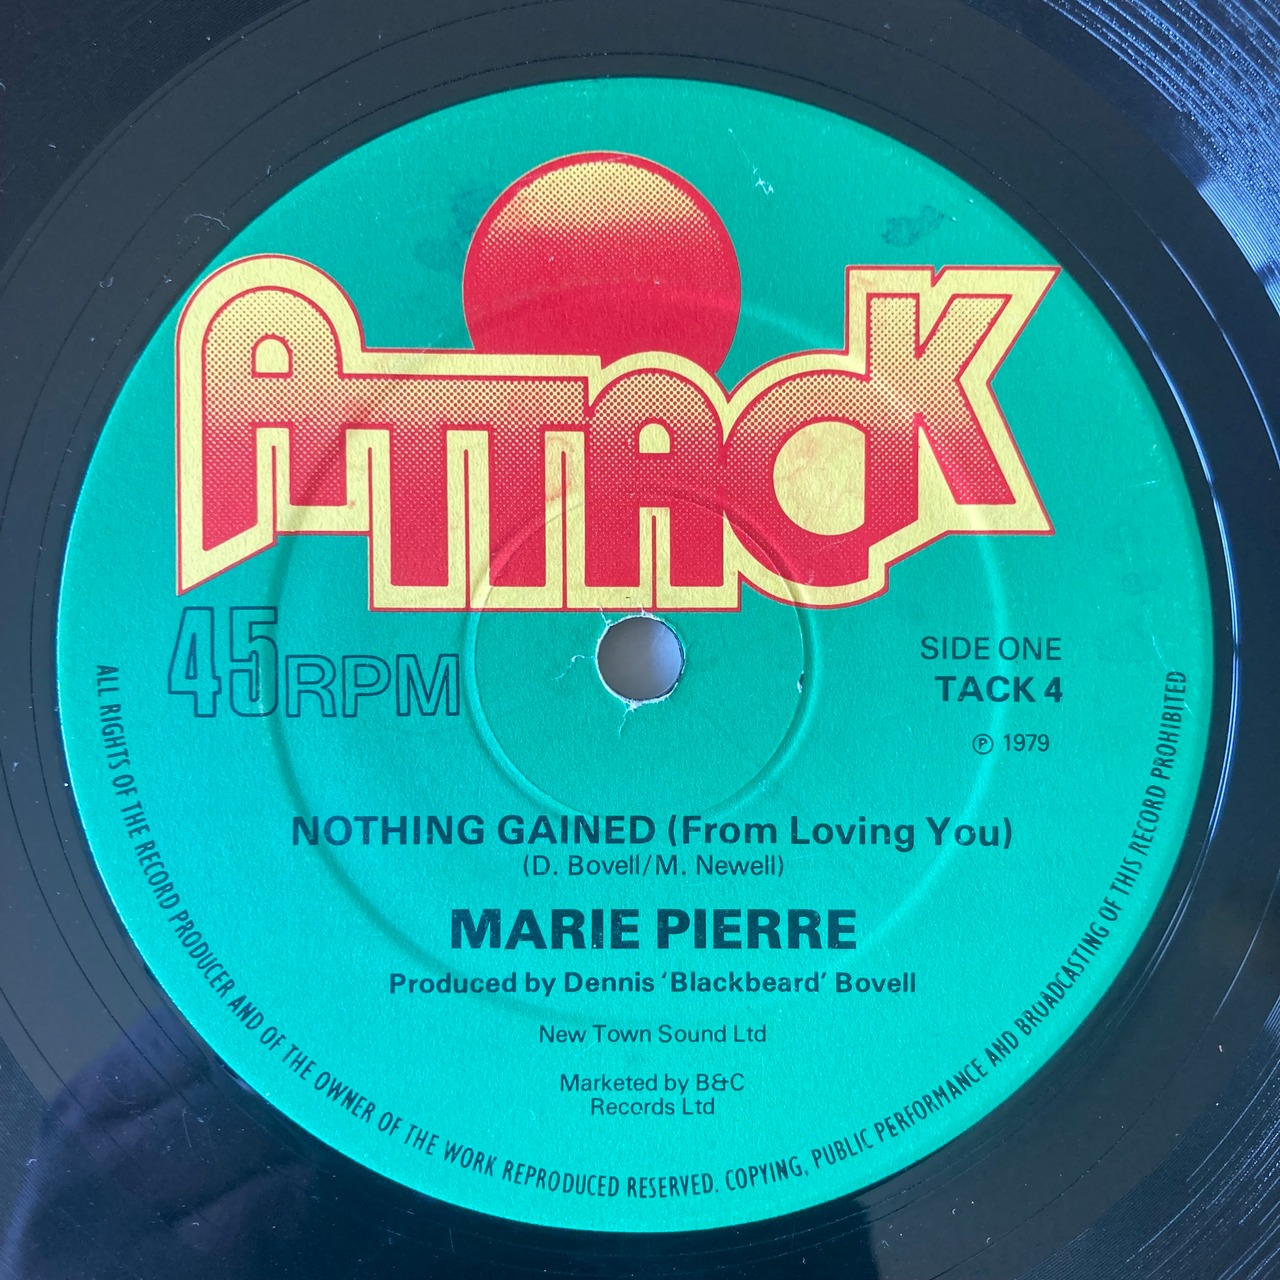 ATTACK
45RPM
SIDE ONE
TACK 4
℗ 1979
NOTHING GAINED (From Loving You)
(D. Bovell/M. Newell)
MARIE PIERRE
Produced by Dennis ‘Blackbeard’ Bovell
New Town Sound Ltd
Marketed by B&C
Records Ltd
ALL RIGHTS OF THE RECORD PRODUCER AND OF THE OWNER OF THE WORK REPRODUCED RESERVED. COPYING, PUBLIC PERFORMANCE AND BROADCASTING OF THIS RECORD PROHIBITED